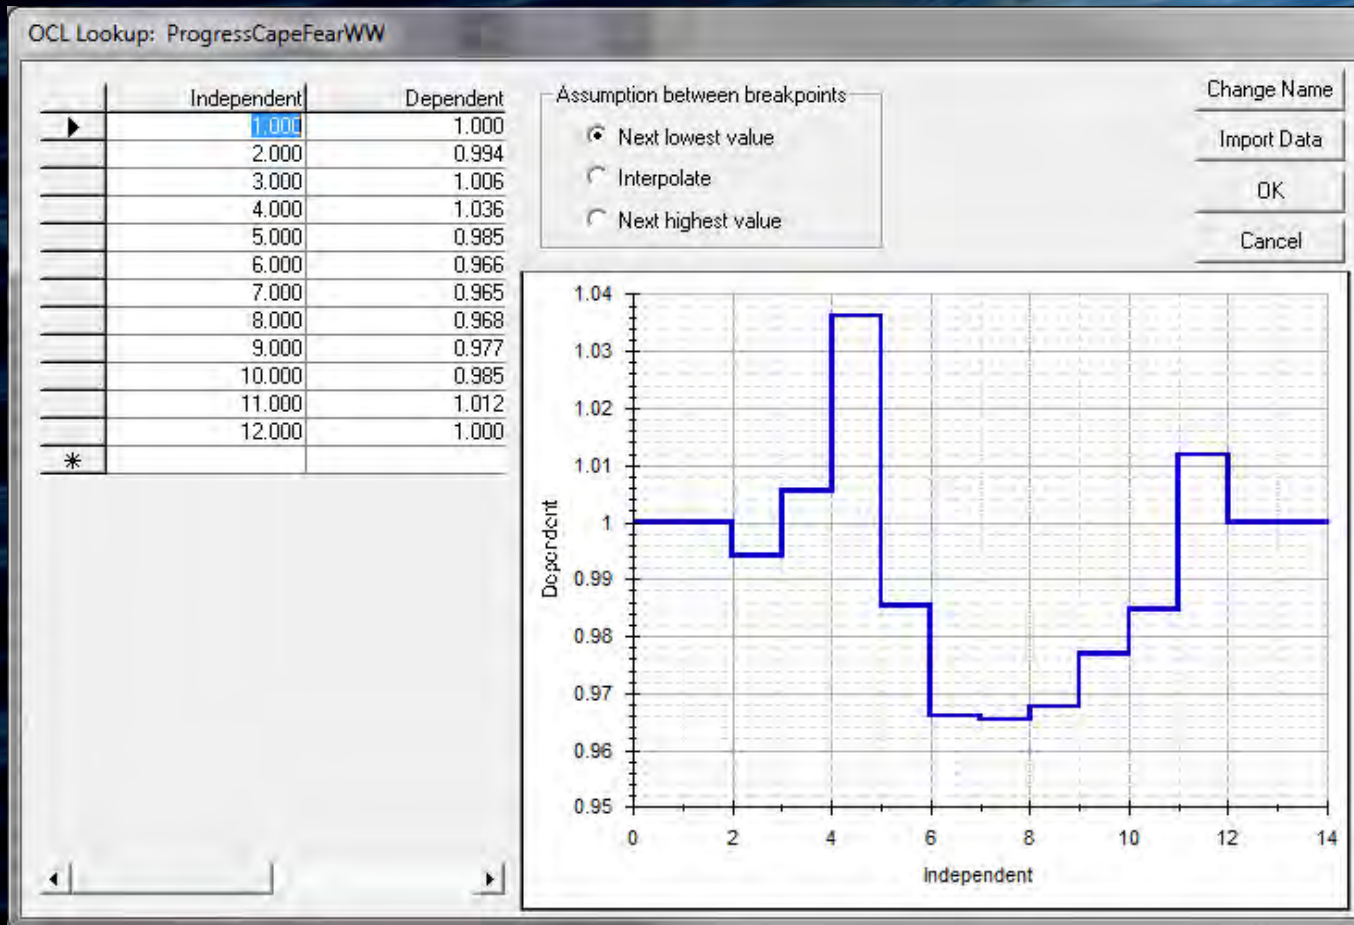 OCL Lookup: ProgressCapeFearWW
Independent Dependent
1.000 1.000
2.000 0.994
3.000 1.006
4.000 1.036
5.000 0.985
6.000 0.966
7.000 0.965
8.000 0.968
9.000 0.977
10.000 0.985
11.000 1.012
12.000 1.000
*
Assumption between breakpoints
Next lowest value
Interpolate
Next highest value
Change Name
Import Data
OK
Cancel
1.04
1.03
1.02
1.01
1
0.99
0.98
0.97
0.96
0.95
Dependent
0 2 4 6 8 10 12 14
Independent